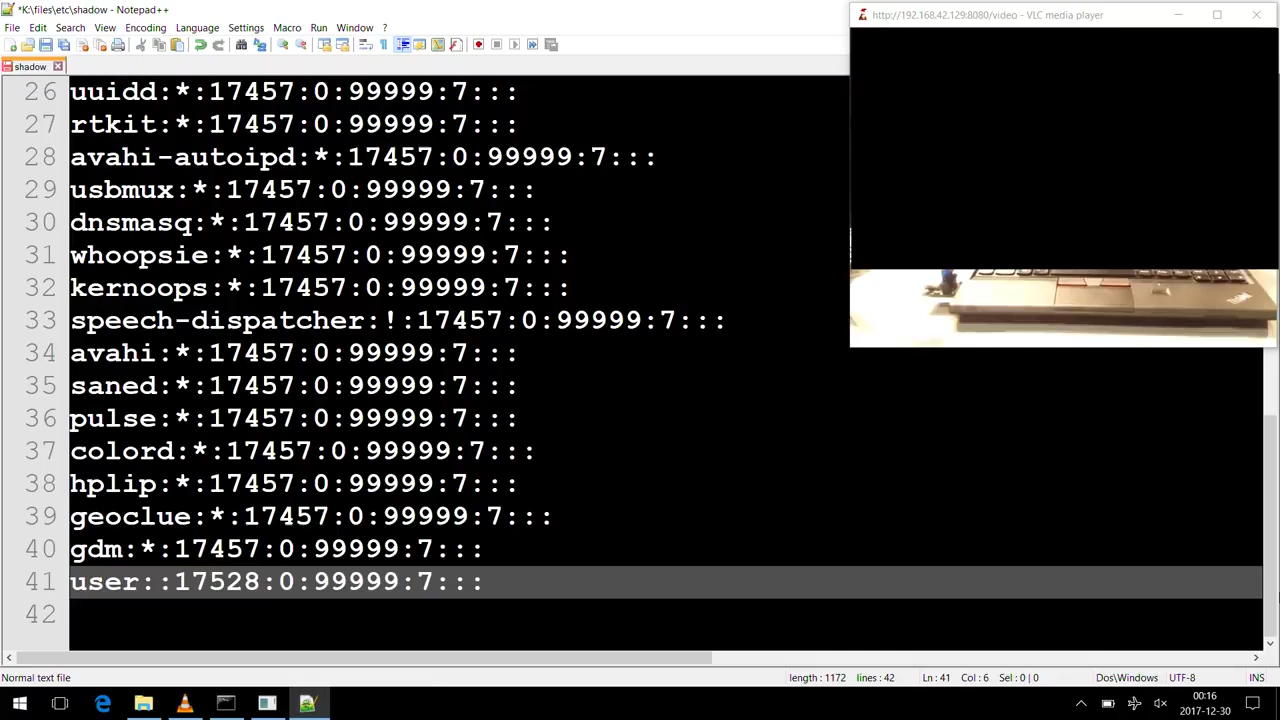 *K:\files\etc\shadow - Notepad++
http://192.168.42.129:8080/video - VLC media player
File Edit Search View Encoding Language Settings Macro Run Window ?
shadow
26 uuidd:*:17457:0:99999:7:::
27 rtkit:*:17457:0:99999:7:::
28 avahi-autoipd:*:17457:0:99999:7:::
29 usbmux:*:17457:0:99999:7:::
30 dnsmasq:*:17457:0:99999:7:::
31 whoopsie:*:17457:0:99999:7:::
32 kernoops:*:17457:0:99999:7:::
33 speech-dispatcher:!:17457:0:99999:7:::
34 avahi:*:17457:0:99999:7:::
35 saned:*:17457:0:99999:7:::
36 pulse:*:17457:0:99999:7:::
37 colord:*:17457:0:99999:7:::
38 hplip:*:17457:0:99999:7:::
39 geoclue:*:17457:0:99999:7:::
40 gdm:*:17457:0:99999:7:::
41 user::17528:0:99999:7:::
42
Normal text file length : 1172 lines : 42 Ln : 41 Col : 6 Sel : 0 | 0 Dos\Windows UTF-8 INS
00:16
2017-12-30